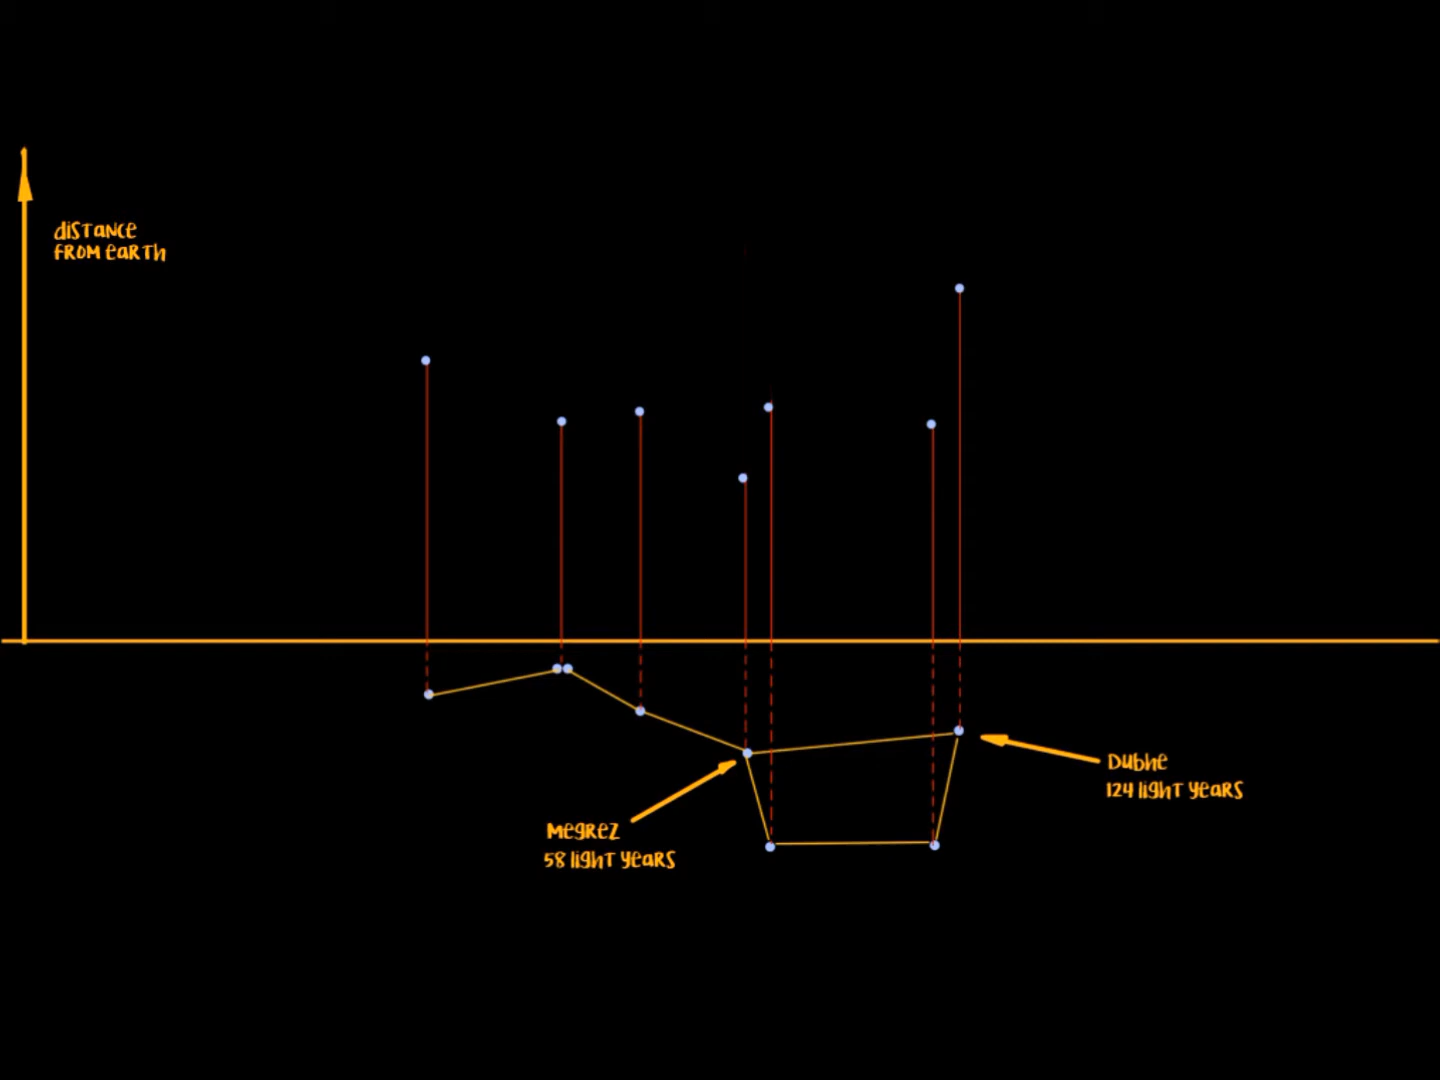 distance
from earth
Dubhe
124 light years
Megrez
58 light years